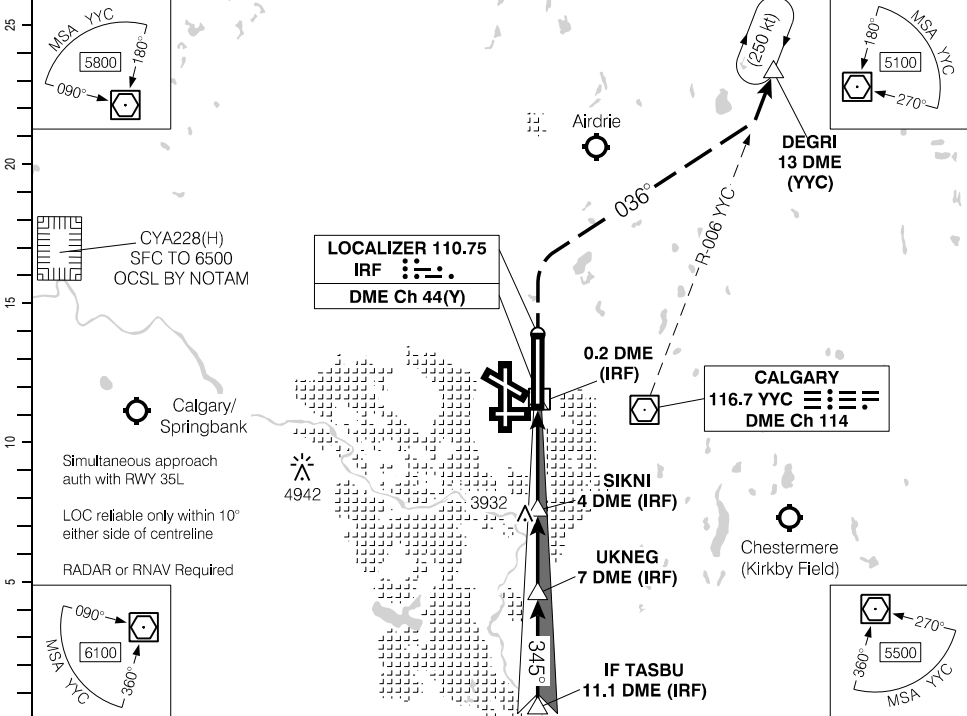 25
20
15
10
5
MSA YYC
5800
180°
090°
MSA YYC
180°
5100
270°
(250 kt)
Airdrie
DEGRI
13 DME
(YYC)
036°
R-006 YYC
CYA228(H)
SFC TO 6500
OCSL BY NOTAM
LOCALIZER 110.75
IRF
DME Ch 44(Y)
0.2 DME
(IRF)
CALGARY
116.7 YYC
DME Ch 114
Calgary/
Springbank
Simultaneous approach
auth with RWY 35L
LOC reliable only within 10°
either side of centreline
RADAR or RNAV Required
4942
3932
SIKNI
4 DME (IRF)
UKNEG
7 DME (IRF)
Chestermere
(Kirkby Field)
345°
IF TASBU
11.1 DME (IRF)
090°
6100
360°
MSA YYC
270°
360°
5500
MSA YYC